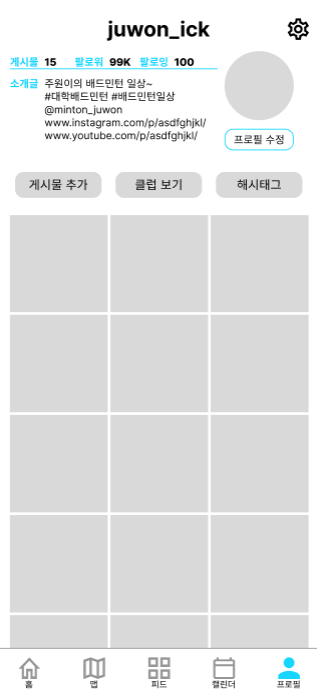 juwon_ick
게시물 15 팔로워 99K 팔로잉 100
소개글 주원이의 배드민턴 일상~
#대학배드민턴 #배드민턴일상
@minton_juwon
www.instagram.com/p/asdfghjkl/
www.youtube.com/p/asdfghjkl/
프로필 수정
게시물 추가 클럽 보기 해시태그
홈 맵 피드 캘린더 프로필